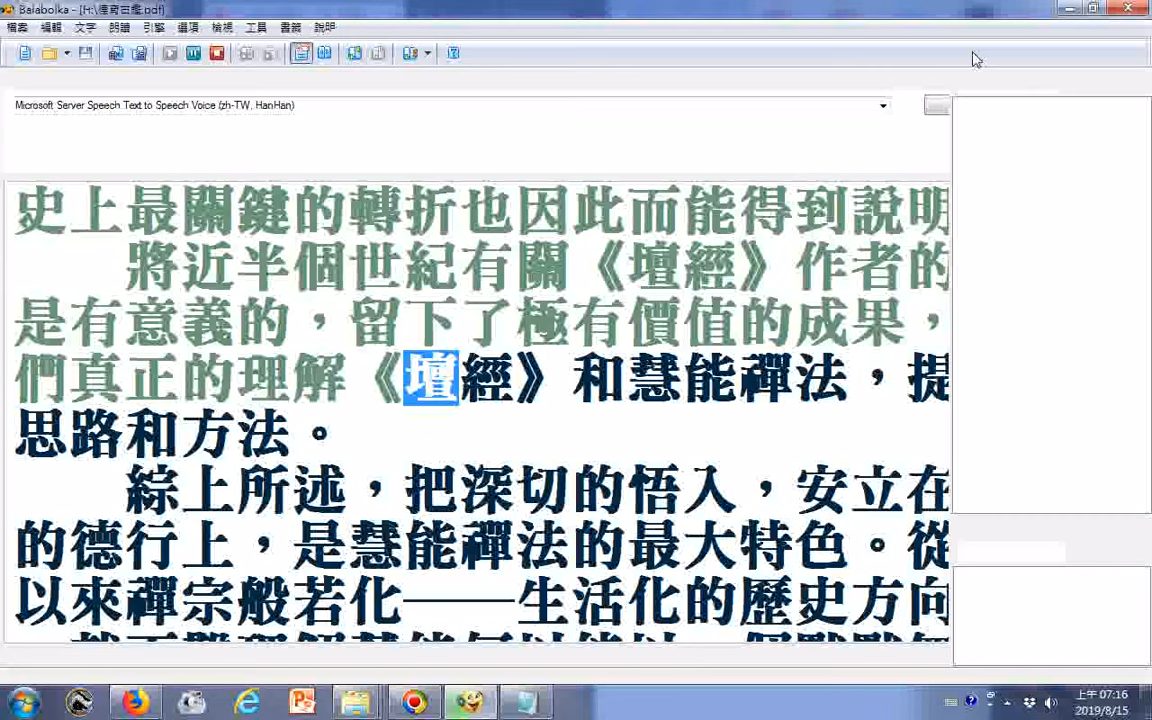 Balabolka - [H:\僮育古鑑.pdf]
檔案 編輯 文字 朗讀 引擎 選項 檢視 工具 書籤 說明
Microsoft Server Speech Text to Speech Voice (zh-TW, HanHan)
史上最關鍵的轉折也因此而能得到說明
將近半個世紀有關《壇經》作者的
是有意義的，留下了極有價值的成果，
們真正的理解《壇經》和慧能禪法，提
思路和方法。
綜上所述，把深切的悟入，安立在
的德行上，是慧能禪法的最大特色。從
以來禪宗般若化——生活化的歷史方向
上午 07:16
2019/8/15